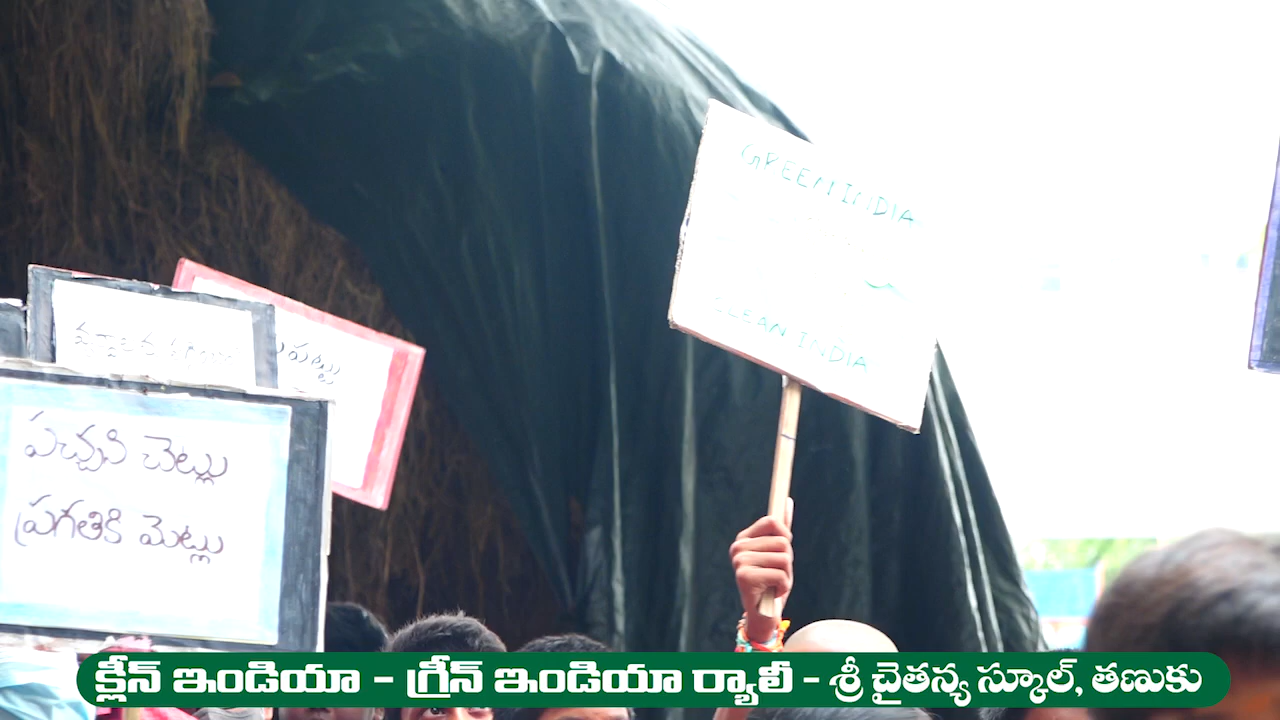 GREEN INDIA
CLEAN INDIA
పచ్చని చెట్లు
ప్రగతికి మెట్లు
క్లీన్ ఇండియా - గ్రీన్ ఇండియా ర్యాలీ - శ్రీ చైతన్య స్కూల్, తణుకు